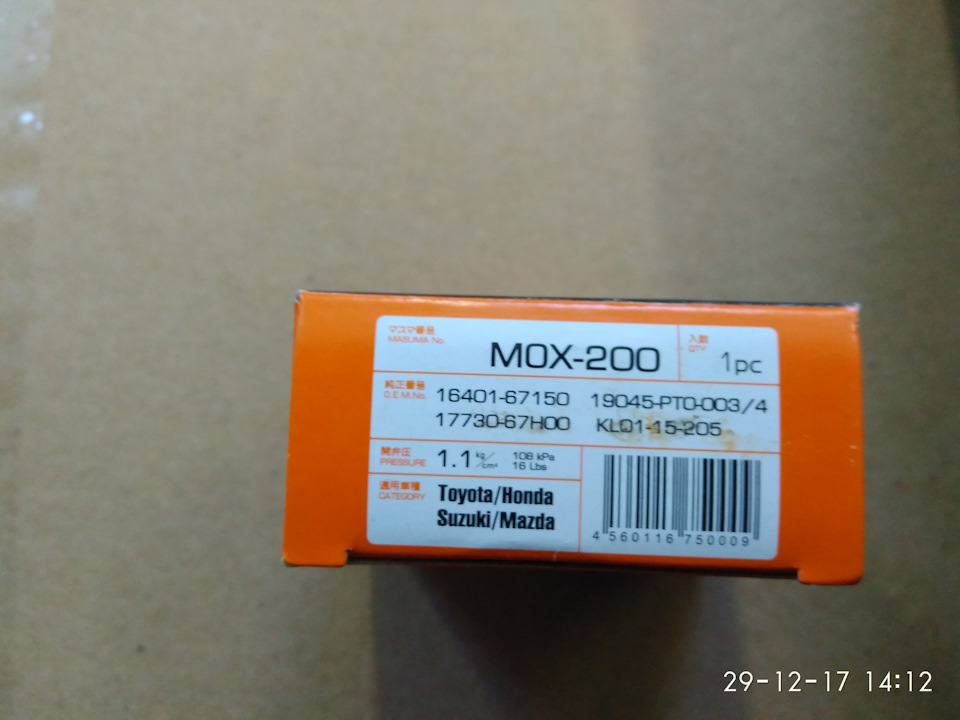 マスマ番号
MASUMA No.
MOX-200
入数
QTY
1pc
純正番号
O.E.M.No.
16401-67150 19045-PT0-003/4
17730-67H00 KL01-15-205
開弁圧
PRESSURE
1.1 kg/cm²
108 kPa
16 Lbs
適用車種
CATEGORY
Toyota/Honda
Suzuki/Mazda
4 560116 750009
29-12-17 14:12